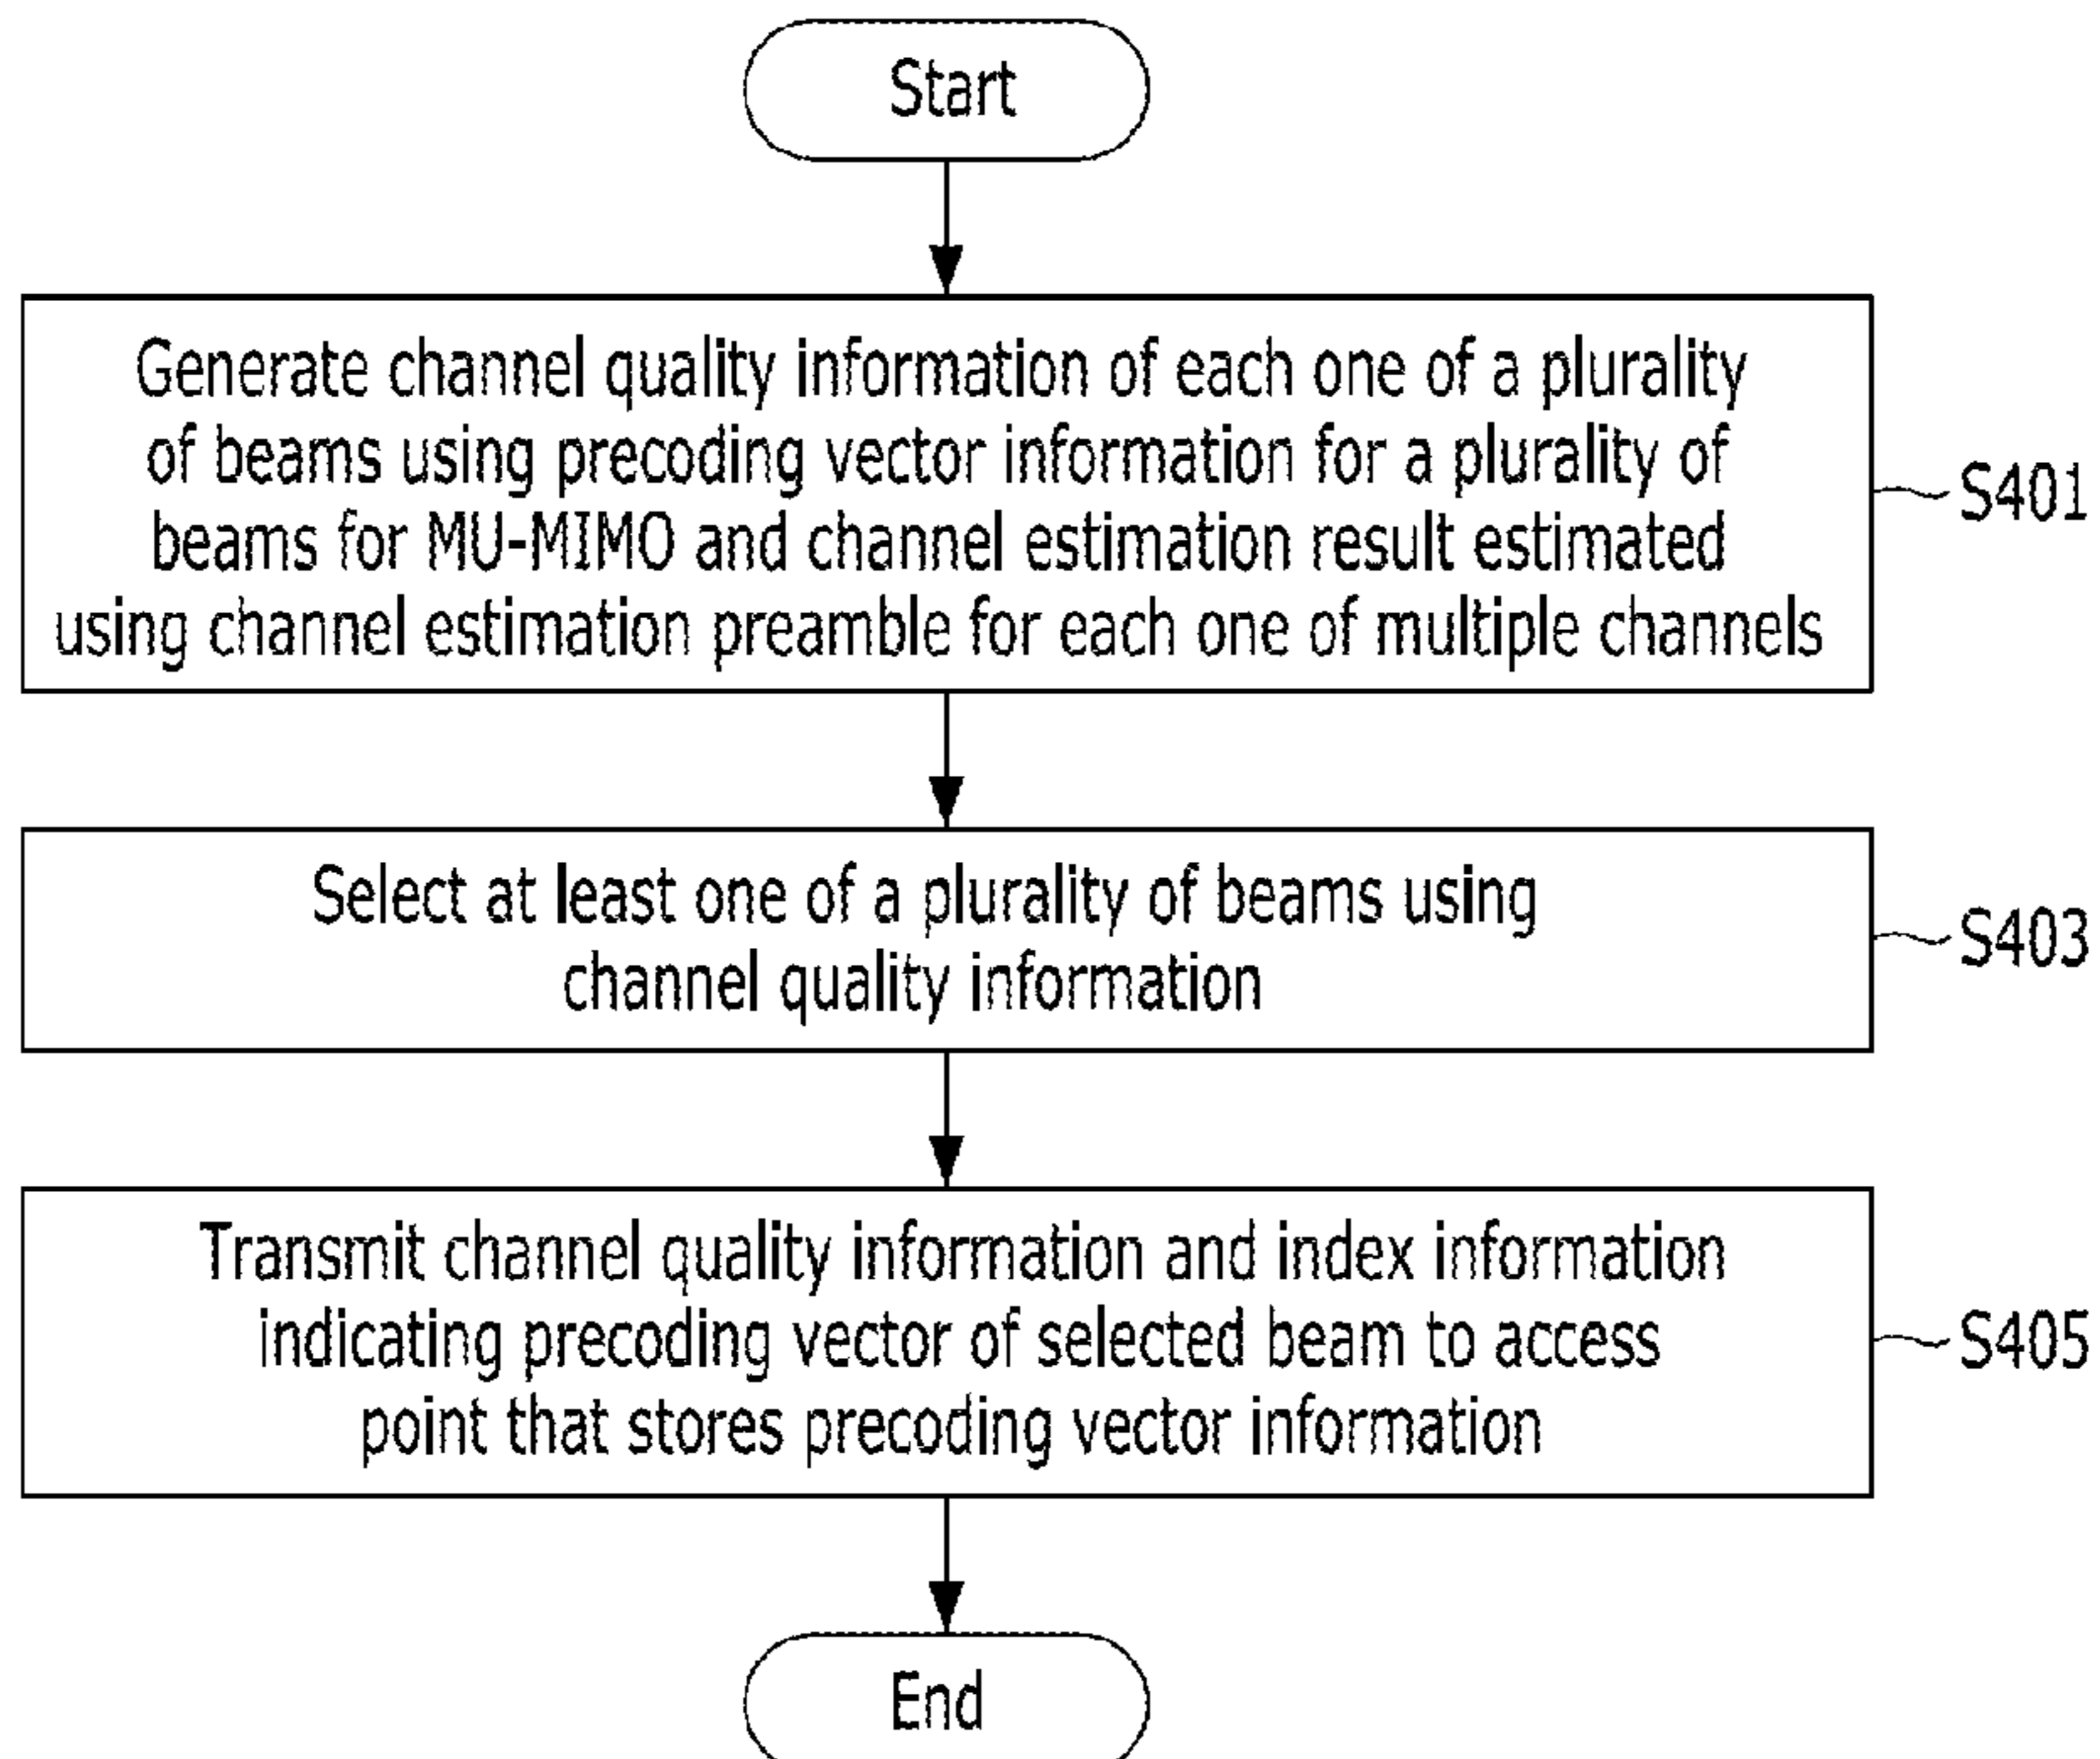 Start
Generate channel quality information of each one of a plurality
of beams using precoding vector information for a plurality of
beams for MU-MIMO and channel estimation result estimated
using channel estimation preamble for each one of multiple channels
S401
Select at least one of a plurality of beams using
channel quality information
S403
Transmit channel quality information and index information
indicating precoding vector of selected beam to access
point that stores precoding vector information
S405
End